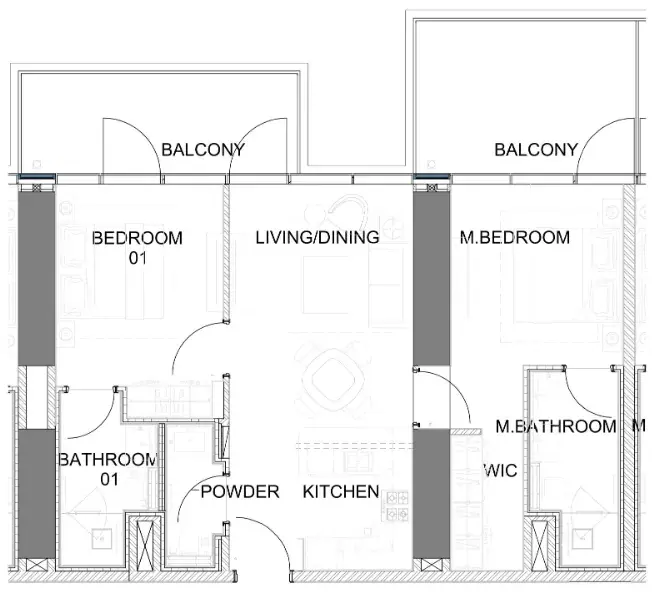 BALCONY
BALCONY
BEDROOM
01
LIVING/DINING
M.BEDROOM
M.BATHROOM
M
BATHROOM
01
POWDER
KITCHEN
WIC